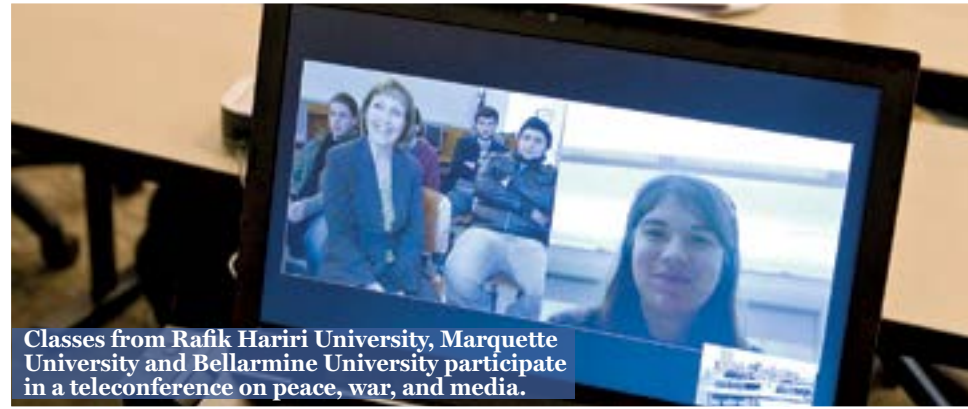 Classes from Rafik Hariri University, Marquette
University and Bellarmine University participate
in a teleconference on peace, war, and media.